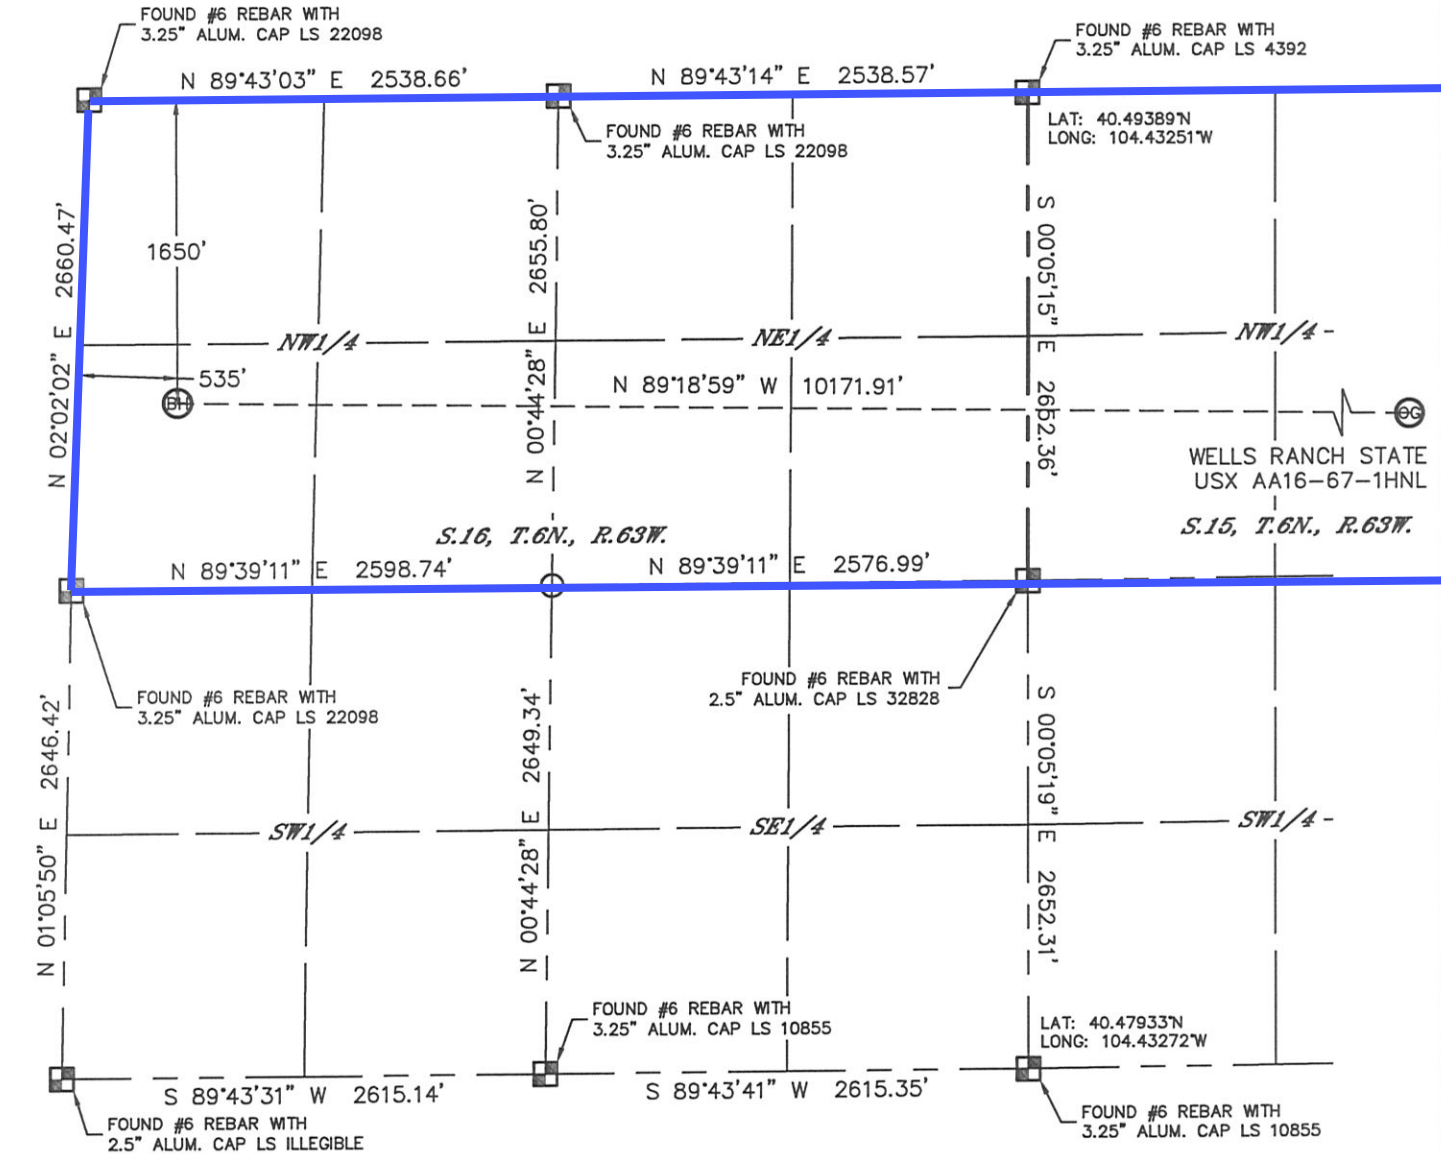 FOUND #6 REBAR WITH
3.25" ALUM. CAP LS 22098
FOUND #6 REBAR WITH
3.25" ALUM. CAP LS 4392
N 89°43'03" E 2538.66'
N 89°43'14" E 2538.57'
FOUND #6 REBAR WITH
3.25" ALUM. CAP LS 22098
LAT: 40.49389°N
LONG: 104.43251°W
N 02°02'02" E 2660.47'
1650'
N 00°44'28" E 2655.80'
S 00°05'15" E 2652.36'
NW1/4
NE1/4
NW1/4
535'
N 89°18'59" W 10171.91'
BH
OG
WELLS RANCH STATE
USX AA16-67-1HNL
S.16, T.6N., R.63W.
S.15, T.6N., R.63W.
N 89°39'11" E 2598.74'
N 89°39'11" E 2576.99'
FOUND #6 REBAR WITH
3.25" ALUM. CAP LS 22098
FOUND #6 REBAR WITH
2.5" ALUM. CAP LS 32828
N 01°05'50" E 2646.42'
N 00°44'28" E 2649.34'
S 00°05'19" E 2652.31'
SW1/4
SE1/4
SW1/4
FOUND #6 REBAR WITH
3.25" ALUM. CAP LS 10855
LAT: 40.47933°N
LONG: 104.43272°W
S 89°43'31" W 2615.14'
S 89°43'41" W 2615.35'
FOUND #6 REBAR WITH
2.5" ALUM. CAP LS ILLEGIBLE
FOUND #6 REBAR WITH
3.25" ALUM. CAP LS 10855